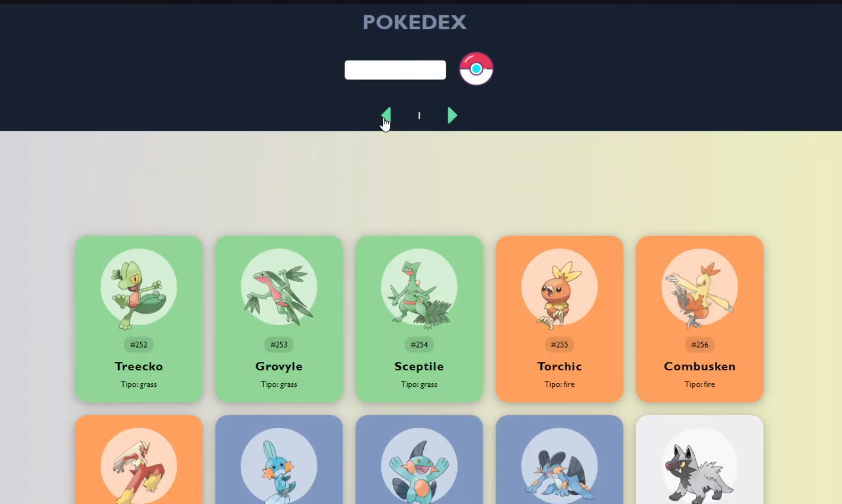 POKEDEX
I
#252
#253
#254
#255
#256
Treecko
Grovyle
Sceptile
Torchic
Combusken
Tipo: grass
Tipo: grass
Tipo: grass
Tipo: fire
Tipo: fire